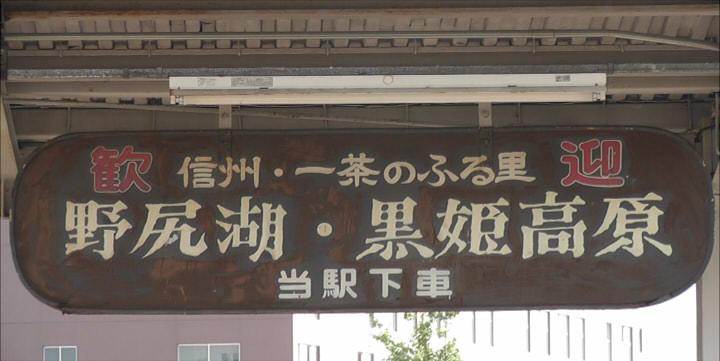 歓 信州・一茶のふる里 迎
野尻湖・黒姫高原
当駅下車